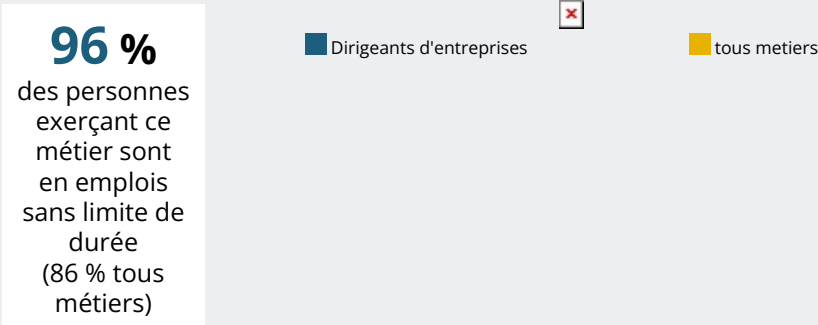 96 %
des personnes
exerçant ce
métier sont
en emplois
sans limite de
durée
(86 % tous
métiers)
Dirigeants d'entreprises
tous metiers